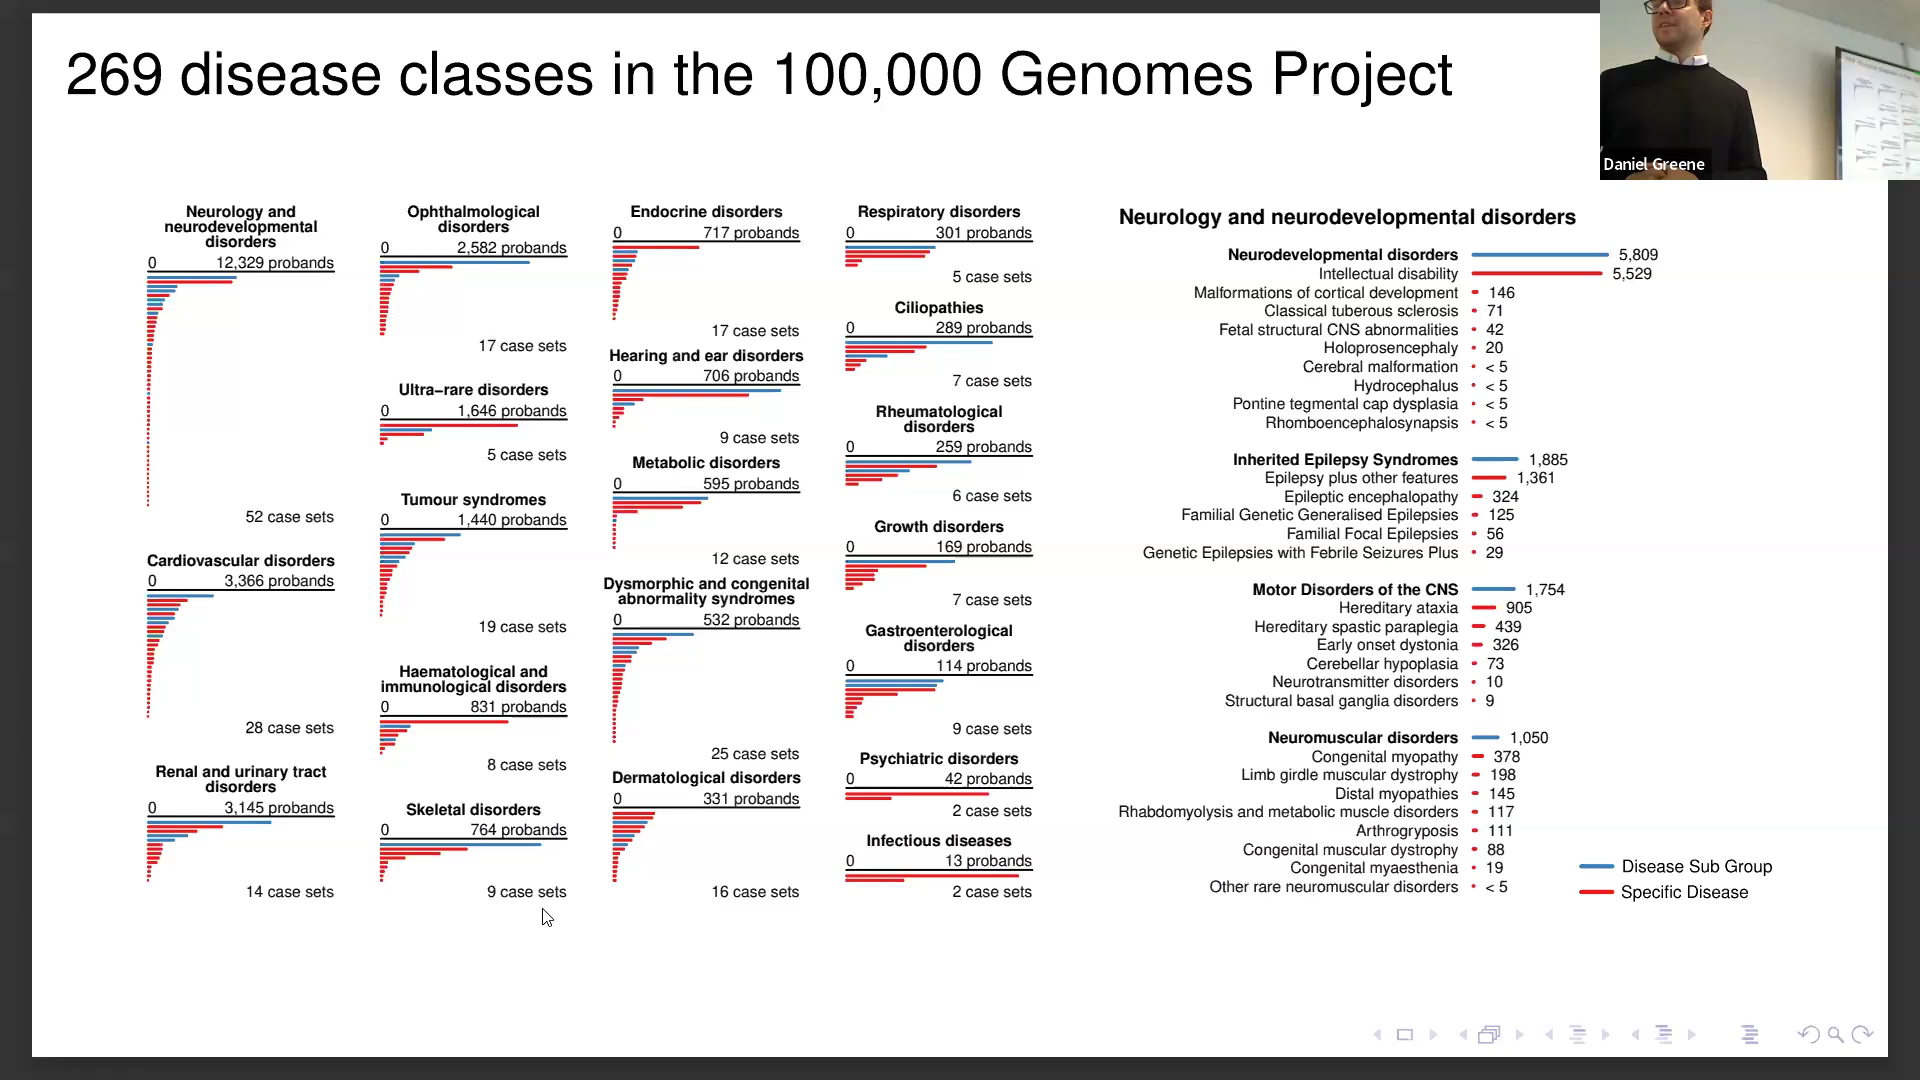 269 disease classes in the 100,000 Genomes Project
Daniel Greene
Neurology and
neurodevelopmental
disorders
0 12,329 probands
52 case sets
Cardiovascular disorders
0 3,366 probands
28 case sets
Renal and urinary tract
disorders
0 3,145 probands
14 case sets
Ophthalmological
disorders
0 2,582 probands
17 case sets
Ultra−rare disorders
0 1,646 probands
5 case sets
Tumour syndromes
0 1,440 probands
19 case sets
Haematological and
immunological disorders
0 831 probands
8 case sets
Skeletal disorders
0 764 probands
9 case sets
Endocrine disorders
0 717 probands
17 case sets
Hearing and ear disorders
0 706 probands
9 case sets
Metabolic disorders
0 595 probands
12 case sets
Dysmorphic and congenital
abnormality syndromes
0 532 probands
25 case sets
Dermatological disorders
0 331 probands
16 case sets
Respiratory disorders
0 301 probands
5 case sets
Ciliopathies
0 289 probands
7 case sets
Rheumatological
disorders
0 259 probands
6 case sets
Growth disorders
0 169 probands
7 case sets
Gastroenterological
disorders
0 114 probands
9 case sets
Psychiatric disorders
0 42 probands
2 case sets
Infectious diseases
0 13 probands
2 case sets
Neurology and neurodevelopmental disorders
Neurodevelopmental disorders 5,809
Intellectual disability 5,529
Malformations of cortical development 146
Classical tuberous sclerosis 71
Fetal structural CNS abnormalities 42
Holoprosencephaly 20
Cerebral malformation < 5
Hydrocephalus < 5
Pontine tegmental cap dysplasia < 5
Rhomboencephalosynapsis < 5
Inherited Epilepsy Syndromes 1,885
Epilepsy plus other features 1,361
Epileptic encephalopathy 324
Familial Genetic Generalised Epilepsies 125
Familial Focal Epilepsies 56
Genetic Epilepsies with Febrile Seizures Plus 29
Motor Disorders of the CNS 1,754
Hereditary ataxia 905
Hereditary spastic paraplegia 439
Early onset dystonia 326
Cerebellar hypoplasia 73
Neurotransmitter disorders 10
Structural basal ganglia disorders 9
Neuromuscular disorders 1,050
Congenital myopathy 378
Limb girdle muscular dystrophy 198
Distal myopathies 145
Rhabdomyolysis and metabolic muscle disorders 117
Arthrogryposis 111
Congenital muscular dystrophy 88
Congenital myaesthenia 19
Other rare neuromuscular disorders < 5
Disease Sub Group
Specific Disease